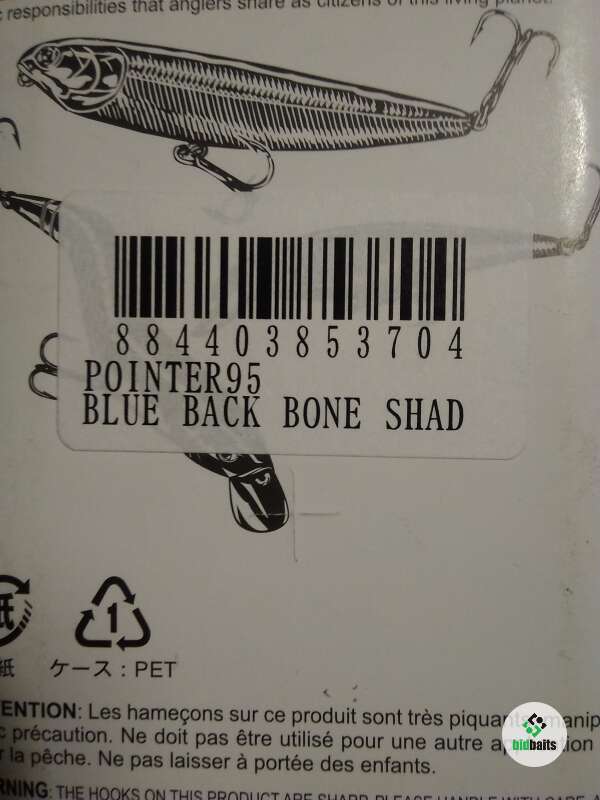 responsibilities that anglers share as citizens of this living planet.
884403853704
POINTER95
BLUE BACK BONE SHAD
1
紙
紙 ケース：PET
ENTION: Les hameçons sur ce produit sont très piquants
précaution. Ne doit pas être utilisé pour une autre
la pêche. Ne pas laisser à portée des enfants.
RNING: THE HOOKS ON THIS PRODUCT ARE SHARP. PLEASE HANDLE WITH CARE
bidbaits